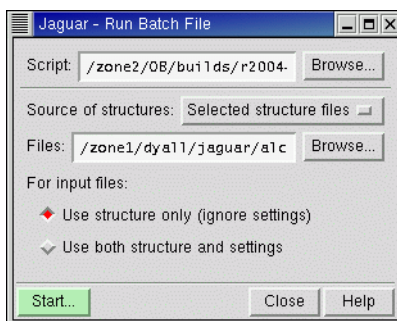 Jaguar - Run Batch File
Script: /zone2/OB/builds/r2004- Browse...
Source of structures: Selected structure files
Files: /zone1/dyall/jaguar/alc Browse...
For input files:
Use structure only (ignore settings)
Use both structure and settings
Start... Close Help